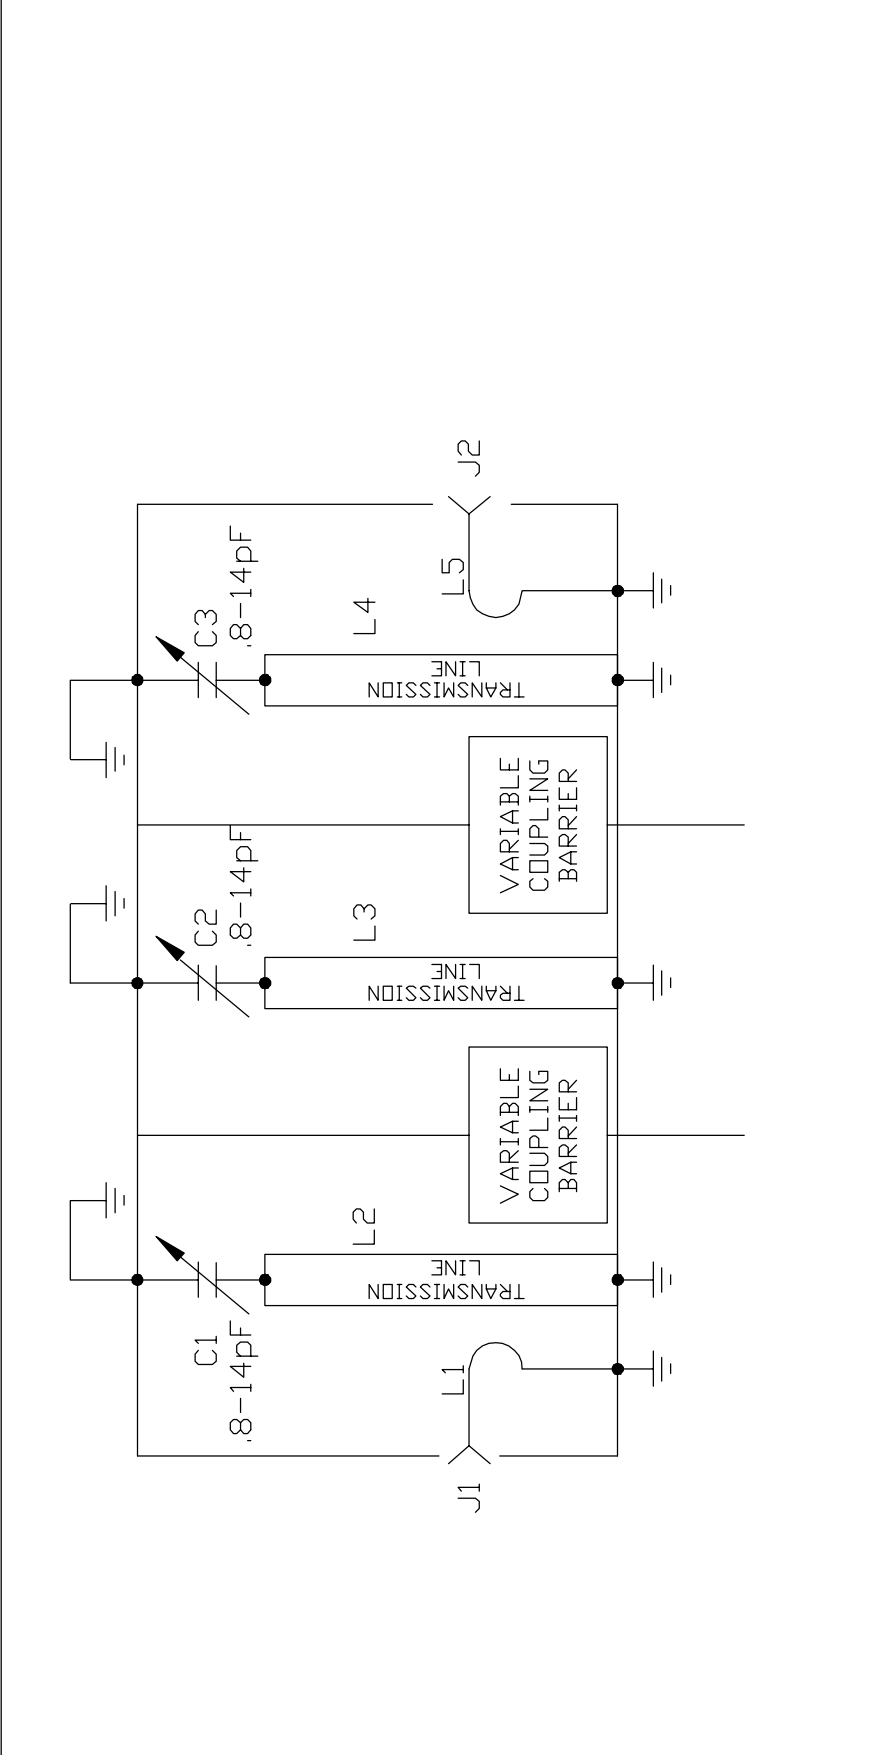 J1
C1
.8-14pF
L1
L2
TRANSMISSION
LINE
VARIABLE
COUPLING
BARRIER
C2
.8-14pF
L3
TRANSMISSION
LINE
VARIABLE
COUPLING
BARRIER
C3
.8-14pF
L4
TRANSMISSION
LINE
L5
J2